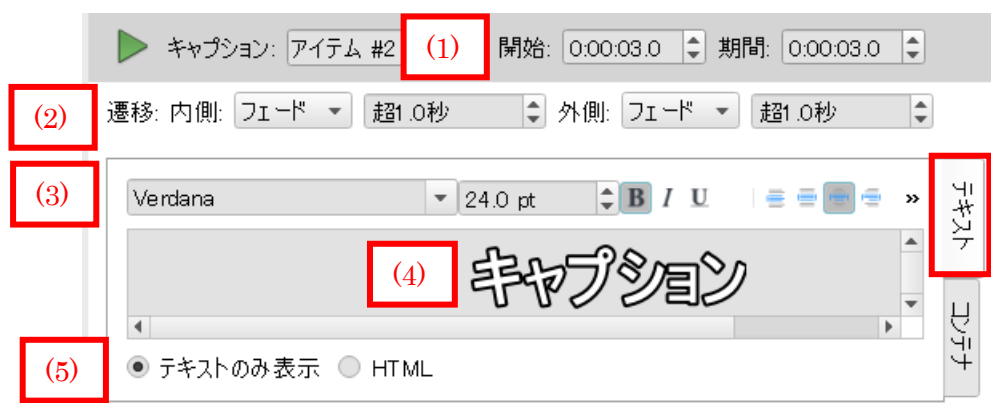 キャプション: アイテム #2 (1) 開始: 0:00:03.0 期間: 0:00:03.0
(2) 遷移: 内側: フェード 超1.0秒 外側: フェード 超1.0秒
(3) Verdana 24.0 pt B I U » テキスト
(4) キャプション
コンテナ
(5) テキストのみ表示 HTML